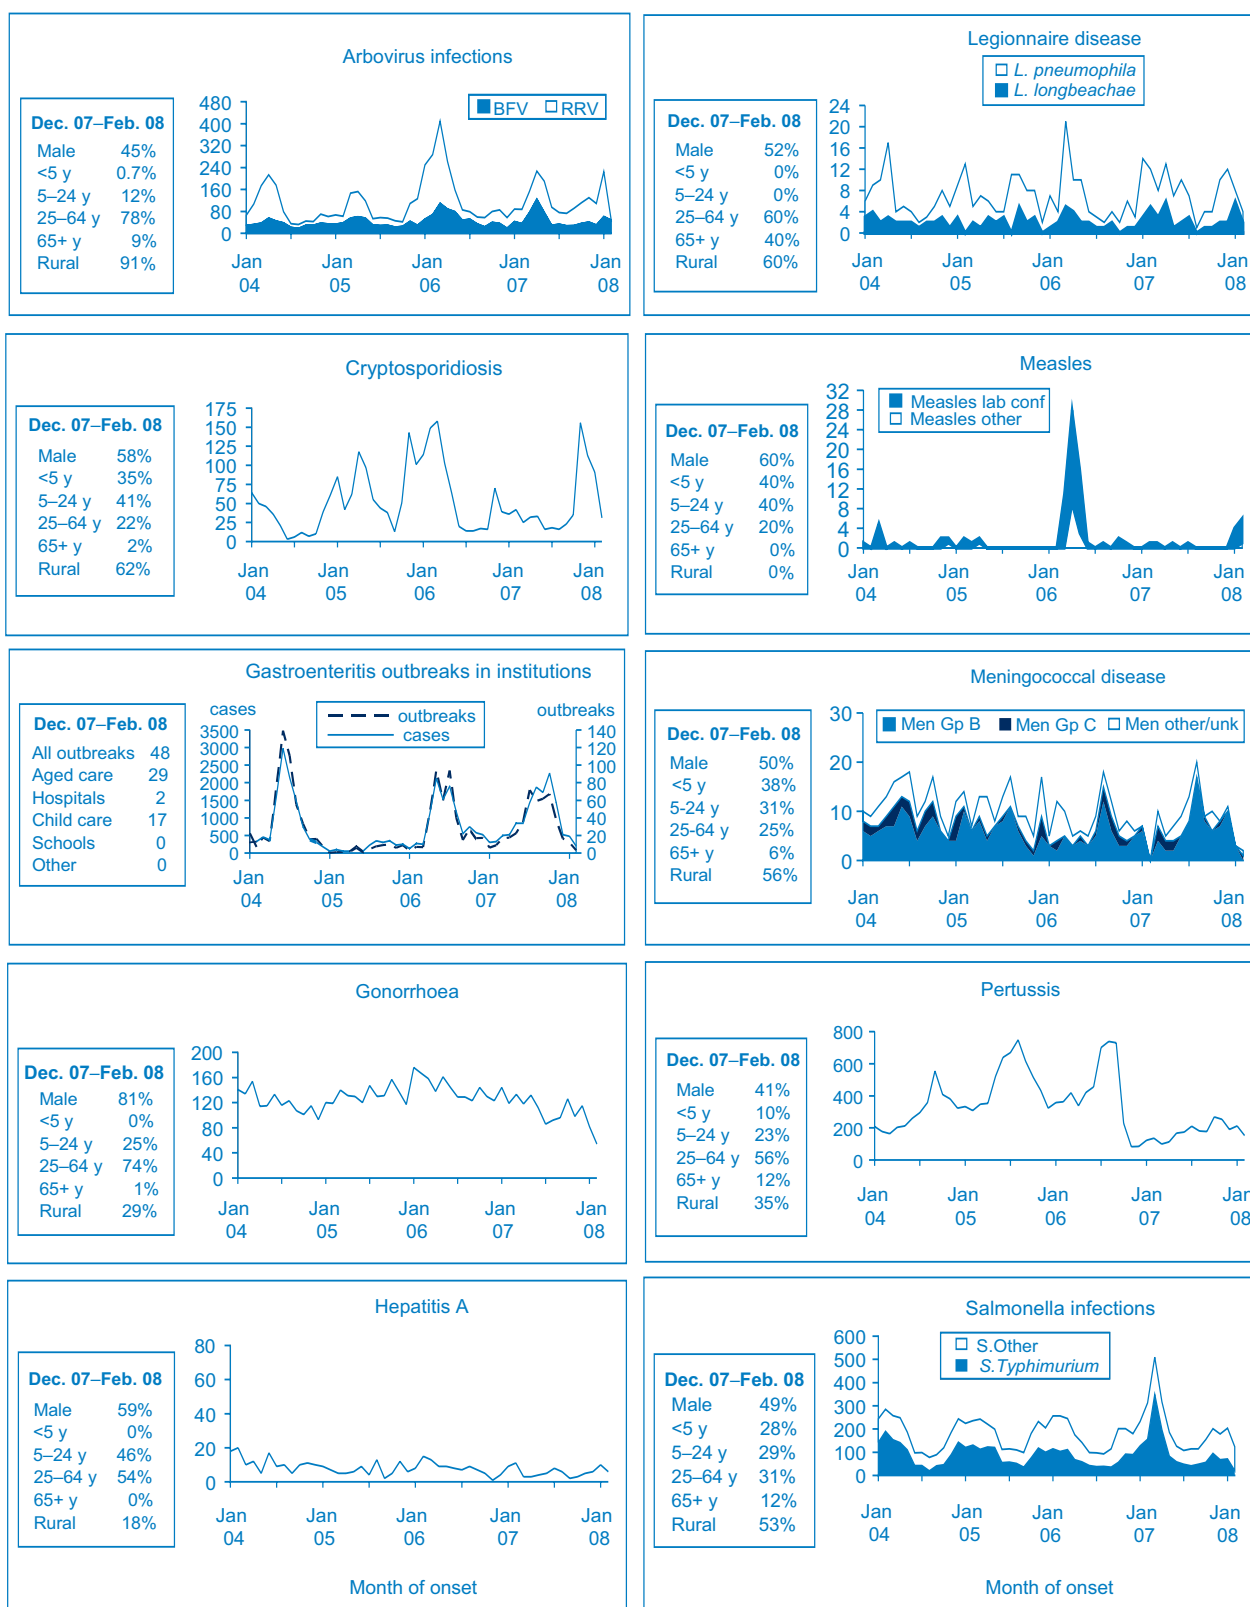 Arbovirus infections
BFV RRV
Dec. 07–Feb. 08
Male 45%
<5 y 0.7%
5–24 y 12%
25–64 y 78%
65+ y 9%
Rural 91%
480
400
320
240
160
80
0
Jan Jan Jan Jan Jan
04 05 06 07 08
Legionnaire disease
L. pneumophila
L. longbeachae
Dec. 07–Feb. 08
Male 52%
<5 y 0%
5–24 y 0%
25–64 y 60%
65+ y 40%
Rural 60%
24
20
16
12
8
4
0
Jan Jan Jan Jan Jan
04 05 06 07 08
Cryptosporidiosis
Dec. 07–Feb. 08
Male 58%
<5 y 35%
5–24 y 41%
25–64 y 22%
65+ y 2%
Rural 62%
175
150
125
100
75
50
25
0
Jan Jan Jan Jan Jan
04 05 06 07 08
Measles
Measles lab conf
Measles other
Dec. 07–Feb. 08
Male 60%
<5 y 40%
5–24 y 40%
25–64 y 20%
65+ y 0%
Rural 0%
32
28
24
20
16
12
8
4
0
Jan Jan Jan Jan Jan
04 05 06 07 08
Gastroenteritis outbreaks in institutions
cases outbreaks
outbreaks
cases
Dec. 07–Feb. 08
All outbreaks 48
Aged care 29
Hospitals 2
Child care 17
Schools 0
Other 0
3500 140
3000 120
2500 100
2000 80
1500 60
1000 40
500 20
0 0
Jan Jan Jan Jan Jan
04 05 06 07 08
Meningococcal disease
Men Gp B Men Gp C Men other/unk
Dec. 07–Feb. 08
Male 50%
<5 y 38%
5-24 y 31%
25-64 y 25%
65+ y 6%
Rural 56%
30
20
10
0
Jan Jan Jan Jan Jan
04 05 06 07 08
Gonorrhoea
Dec. 07–Feb. 08
Male 81%
<5 y 0%
5–24 y 25%
25–64 y 74%
65+ y 1%
Rural 29%
200
160
120
80
40
0
Jan Jan Jan Jan Jan
04 05 06 07 08
Pertussis
Dec. 07–Feb. 08
Male 41%
<5 y 10%
5–24 y 23%
25–64 y 56%
65+ y 12%
Rural 35%
800
600
400
200
0
Jan Jan Jan Jan Jan
04 05 06 07 08
Hepatitis A
Dec. 07–Feb. 08
Male 59%
<5 y 0%
5–24 y 46%
25–64 y 54%
65+ y 0%
Rural 18%
80
60
40
20
0
Jan Jan Jan Jan Jan
04 05 06 07 08
Month of onset
Salmonella infections
S.Other
S.Typhimurium
Dec. 07–Feb. 08
Male 49%
<5 y 28%
5–24 y 29%
25–64 y 31%
65+ y 12%
Rural 53%
600
500
400
300
200
100
0
Jan Jan Jan Jan Jan
04 05 06 07 08
Month of onset